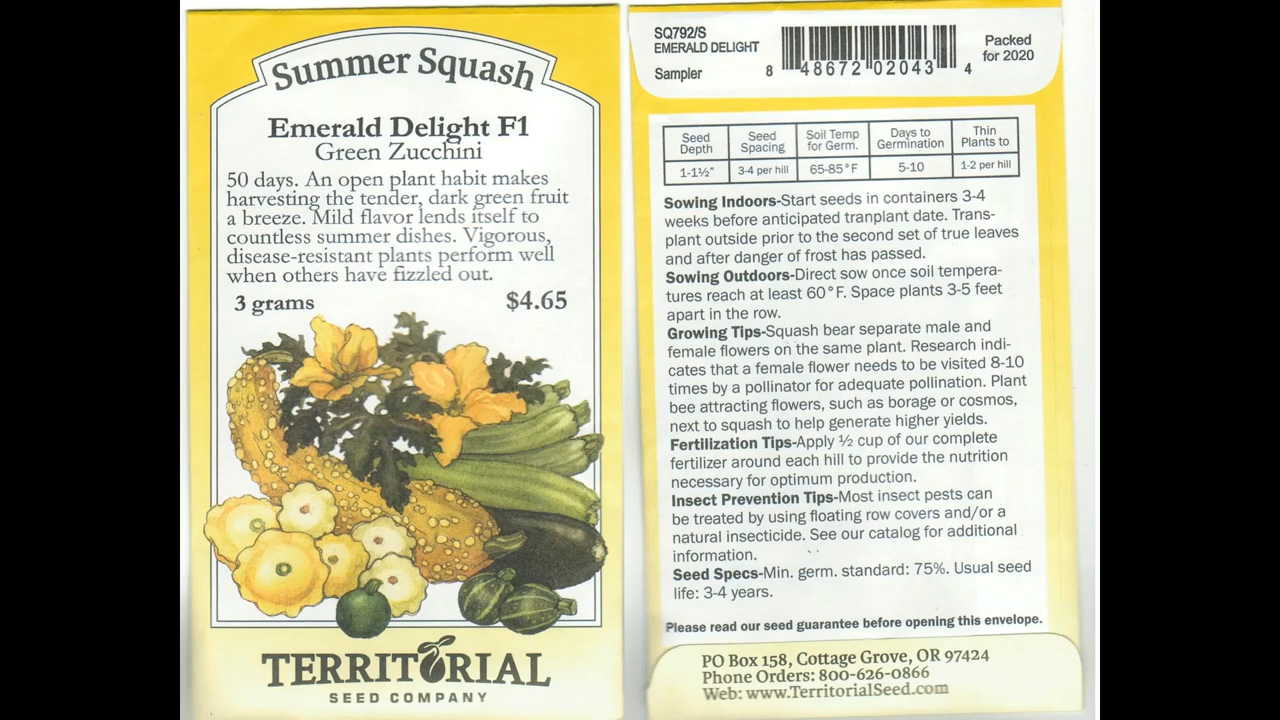 Summer Squash
Emerald Delight F1
Green Zucchini
50 days. An open plant habit makes
harvesting the tender, dark green fruit
a breeze. Mild flavor lends itself to
countless summer dishes. Vigorous,
disease-resistant plants perform well
when others have fizzled out.
3 grams $4.65
TERRITORIAL
SEED COMPANY
SQ792/S
EMERALD DELIGHT
Sampler
8 48672 02043 4
Packed
for 2020
Seed Depth Seed Spacing Soil Temp for Germ. Days to Germination Thin Plants to
1-1½" 3-4 per hill 65-85°F 5-10 1-2 per hill
Sowing Indoors-Start seeds in containers 3-4
weeks before anticipated tranplant date. Trans-
plant outside prior to the second set of true leaves
and after danger of frost has passed.
Sowing Outdoors-Direct sow once soil tempera-
tures reach at least 60°F. Space plants 3-5 feet
apart in the row.
Growing Tips-Squash bear separate male and
female flowers on the same plant. Research indi-
cates that a female flower needs to be visited 8-10
times by a pollinator for adequate pollination. Plant
bee attracting flowers, such as borage or cosmos,
next to squash to help generate higher yields.
Fertilization Tips-Apply ½ cup of our complete
fertilizer around each hill to provide the nutrition
necessary for optimum production.
Insect Prevention Tips-Most insect pests can
be treated by using floating row covers and/or a
natural insecticide. See our catalog for additional
information.
Seed Specs-Min. germ. standard: 75%. Usual seed
life: 3-4 years.
Please read our seed guarantee before opening this envelope.
PO Box 158, Cottage Grove, OR 97424
Phone Orders: 800-626-0866
Web: www.TerritorialSeed.com